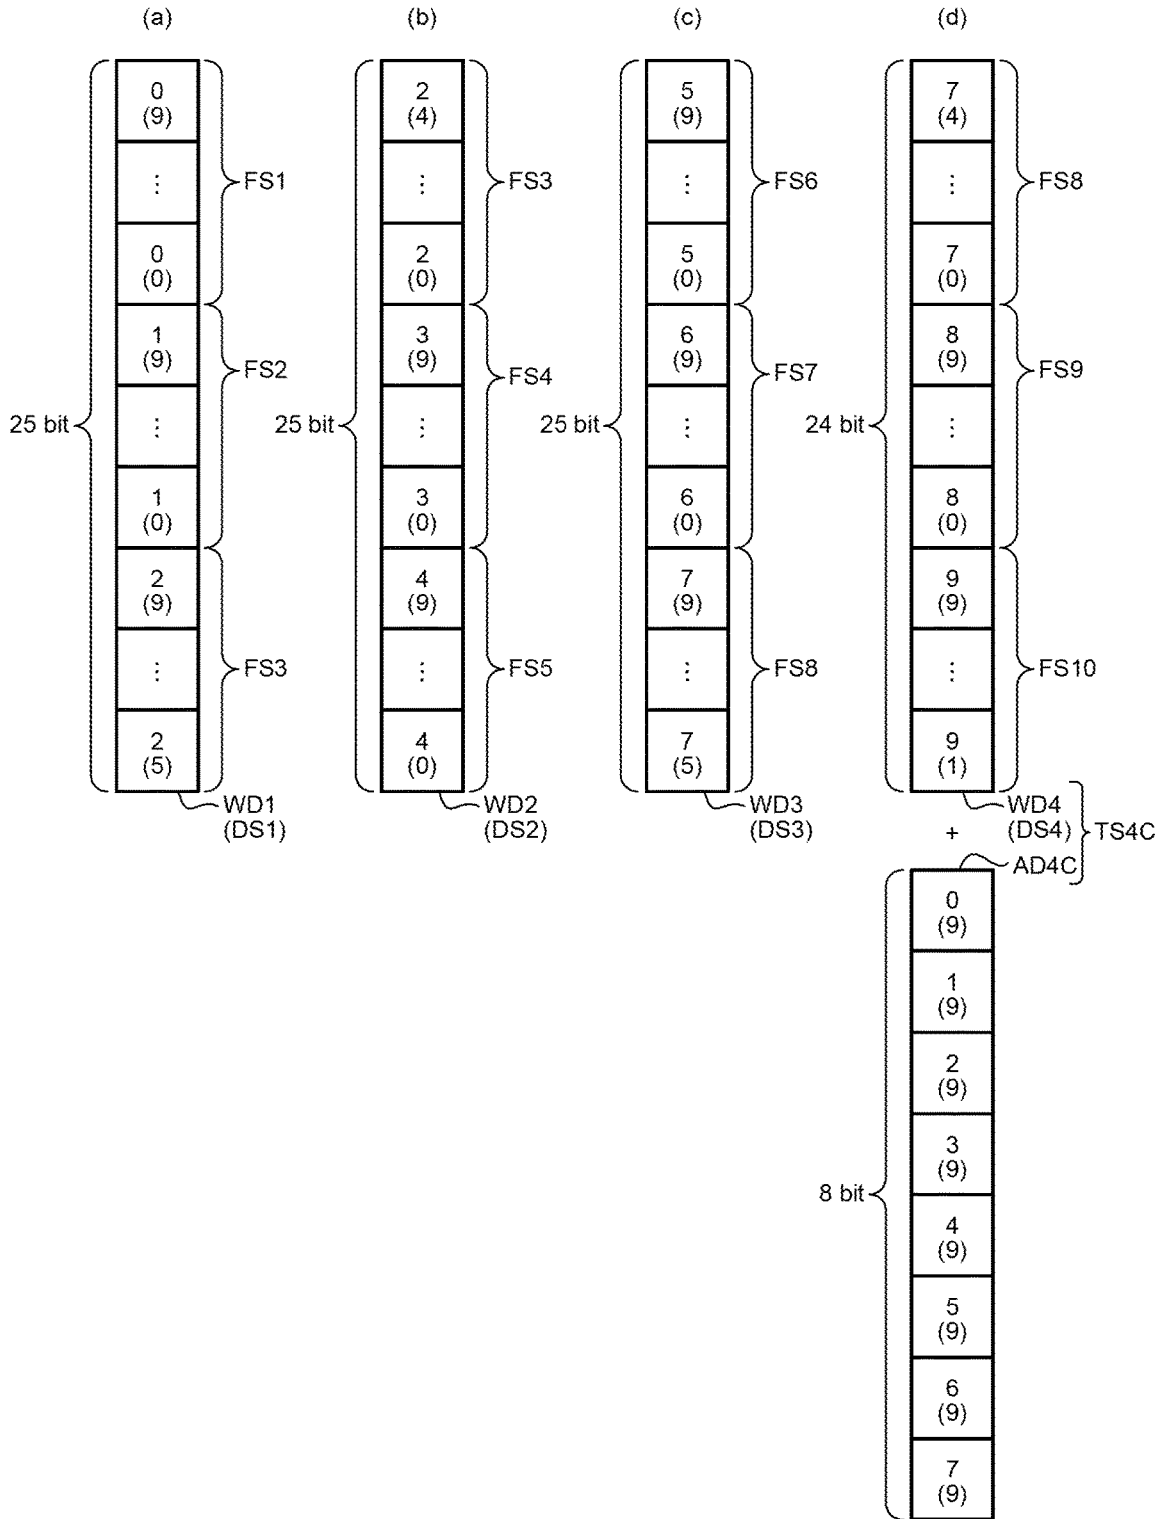 (a)
(b)
(c)
(d)
25 bit
0
(9)
⋮
0
(0)
1
(9)
⋮
1
(0)
2
(9)
⋮
2
(5)
FS1
FS2
FS3
WD1
(DS1)
25 bit
2
(4)
⋮
2
(0)
3
(9)
⋮
3
(0)
4
(9)
⋮
4
(0)
FS3
FS4
FS5
WD2
(DS2)
25 bit
5
(9)
⋮
5
(0)
6
(9)
⋮
6
(0)
7
(9)
⋮
7
(5)
FS6
FS7
FS8
WD3
(DS3)
24 bit
7
(4)
⋮
7
(0)
8
(9)
⋮
8
(0)
9
(9)
⋮
9
(1)
FS8
FS9
FS10
WD4
(DS4)
+
TS4C
AD4C
8 bit
0
(9)
1
(9)
2
(9)
3
(9)
4
(9)
5
(9)
6
(9)
7
(9)